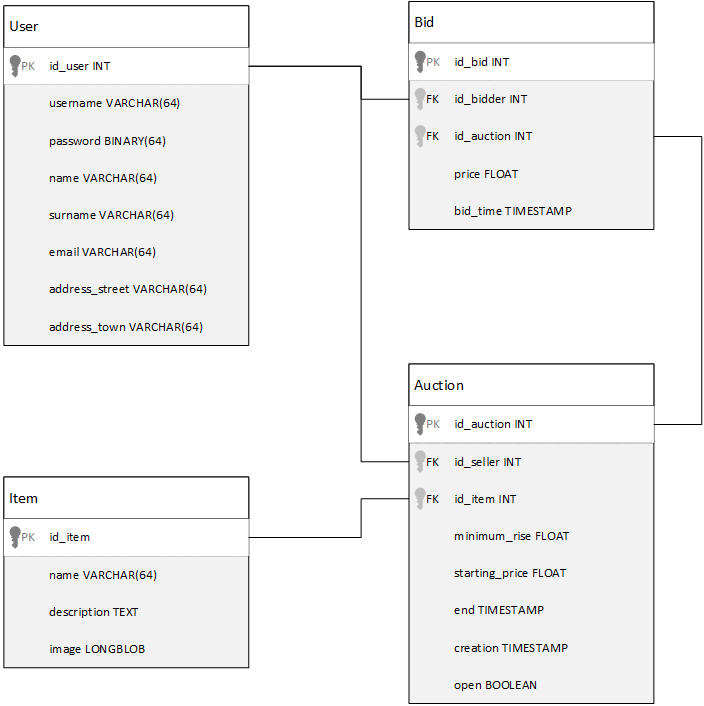 User
PK id_user INT
username VARCHAR(64)
password BINARY(64)
name VARCHAR(64)
surname VARCHAR(64)
email VARCHAR(64)
address_street VARCHAR(64)
address_town VARCHAR(64)
Bid
PK id_bid INT
FK id_bidder INT
FK id_auction INT
price FLOAT
bid_time TIMESTAMP
Item
PK id_item
name VARCHAR(64)
description TEXT
image LONGBLOB
Auction
PK id_auction INT
FK id_seller INT
FK id_item INT
minimum_rise FLOAT
starting_price FLOAT
end TIMESTAMP
creation TIMESTAMP
open BOOLEAN